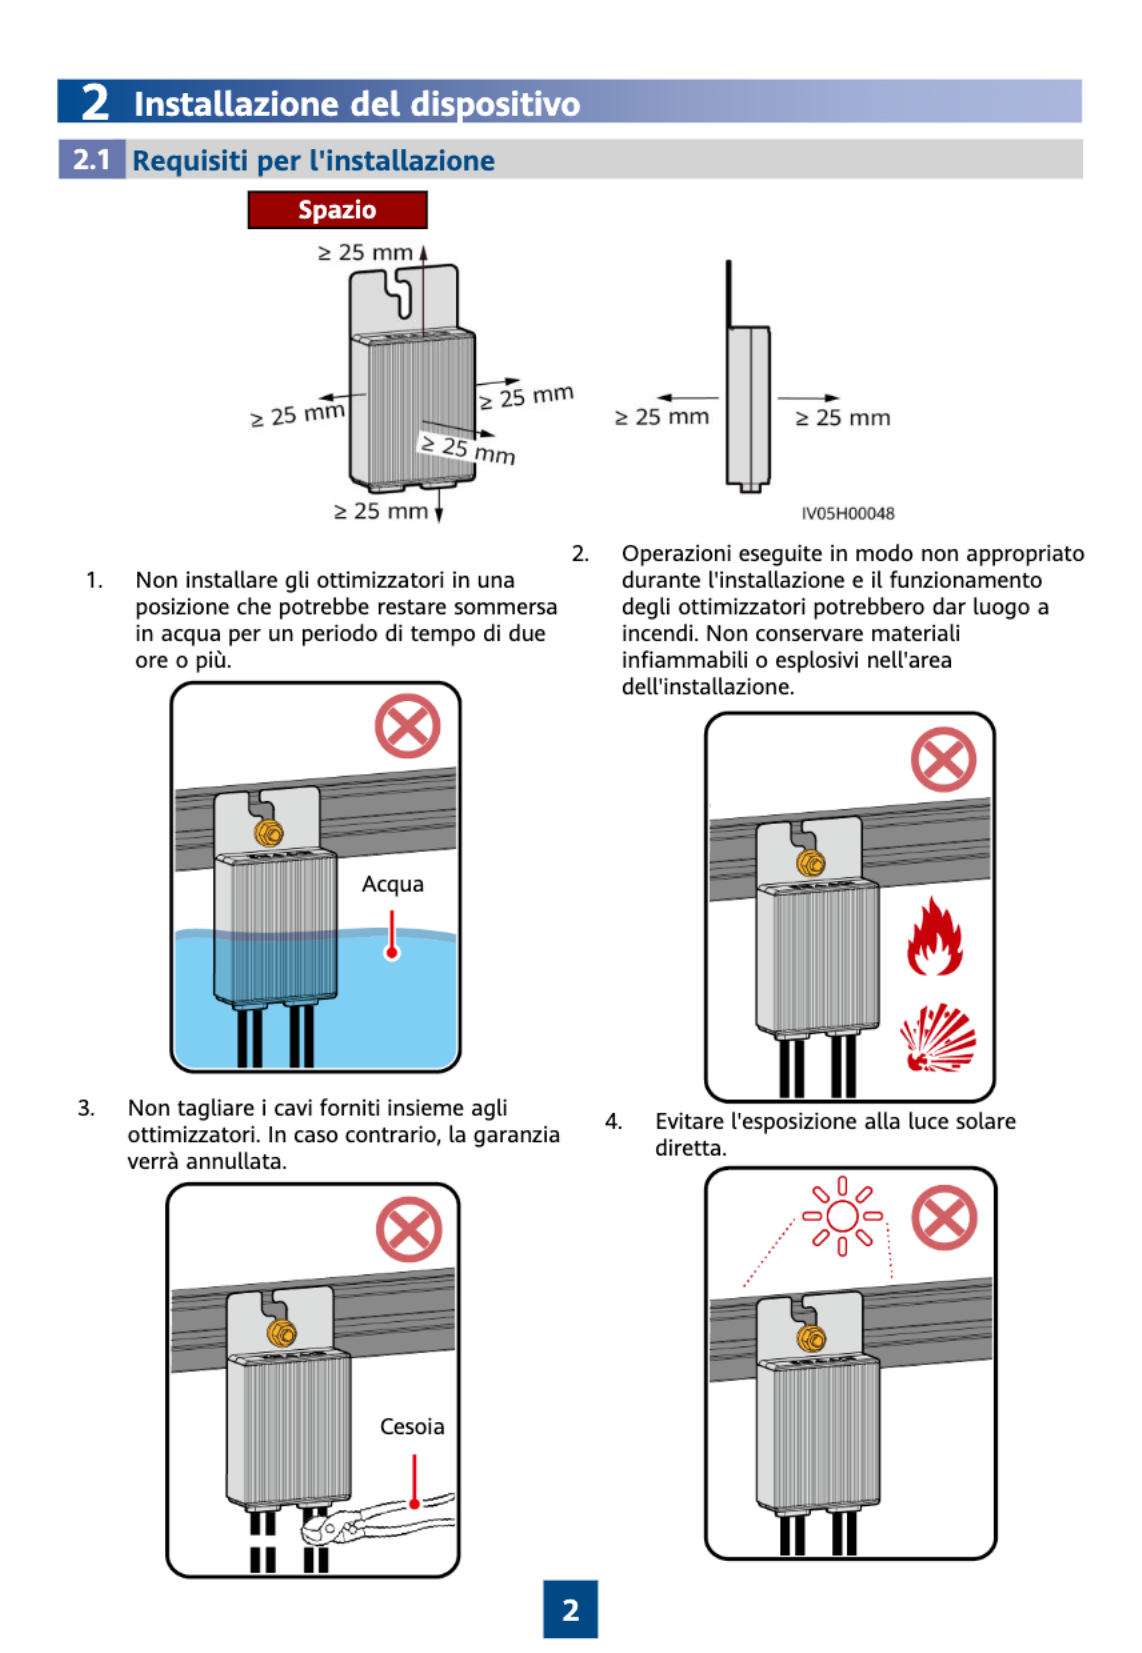 2 Installazione del dispositivo
2.1 Requisiti per l'installazione
Spazio
≥ 25 mm
≥ 25 mm
≥ 25 mm
≥ 25 mm
≥ 25 mm
≥ 25 mm
≥ 25 mm
IV05H00048
1. Non installare gli ottimizzatori in una
posizione che potrebbe restare sommersa
in acqua per un periodo di tempo di due
ore o più.
Acqua
2. Operazioni eseguite in modo non appropriato
durante l'installazione e il funzionamento
degli ottimizzatori potrebbero dar luogo a
incendi. Non conservare materiali
infiammabili o esplosivi nell'area
dell'installazione.
3. Non tagliare i cavi forniti insieme agli
ottimizzatori. In caso contrario, la garanzia
verrà annullata.
Cesoia
4. Evitare l'esposizione alla luce solare
diretta.
2